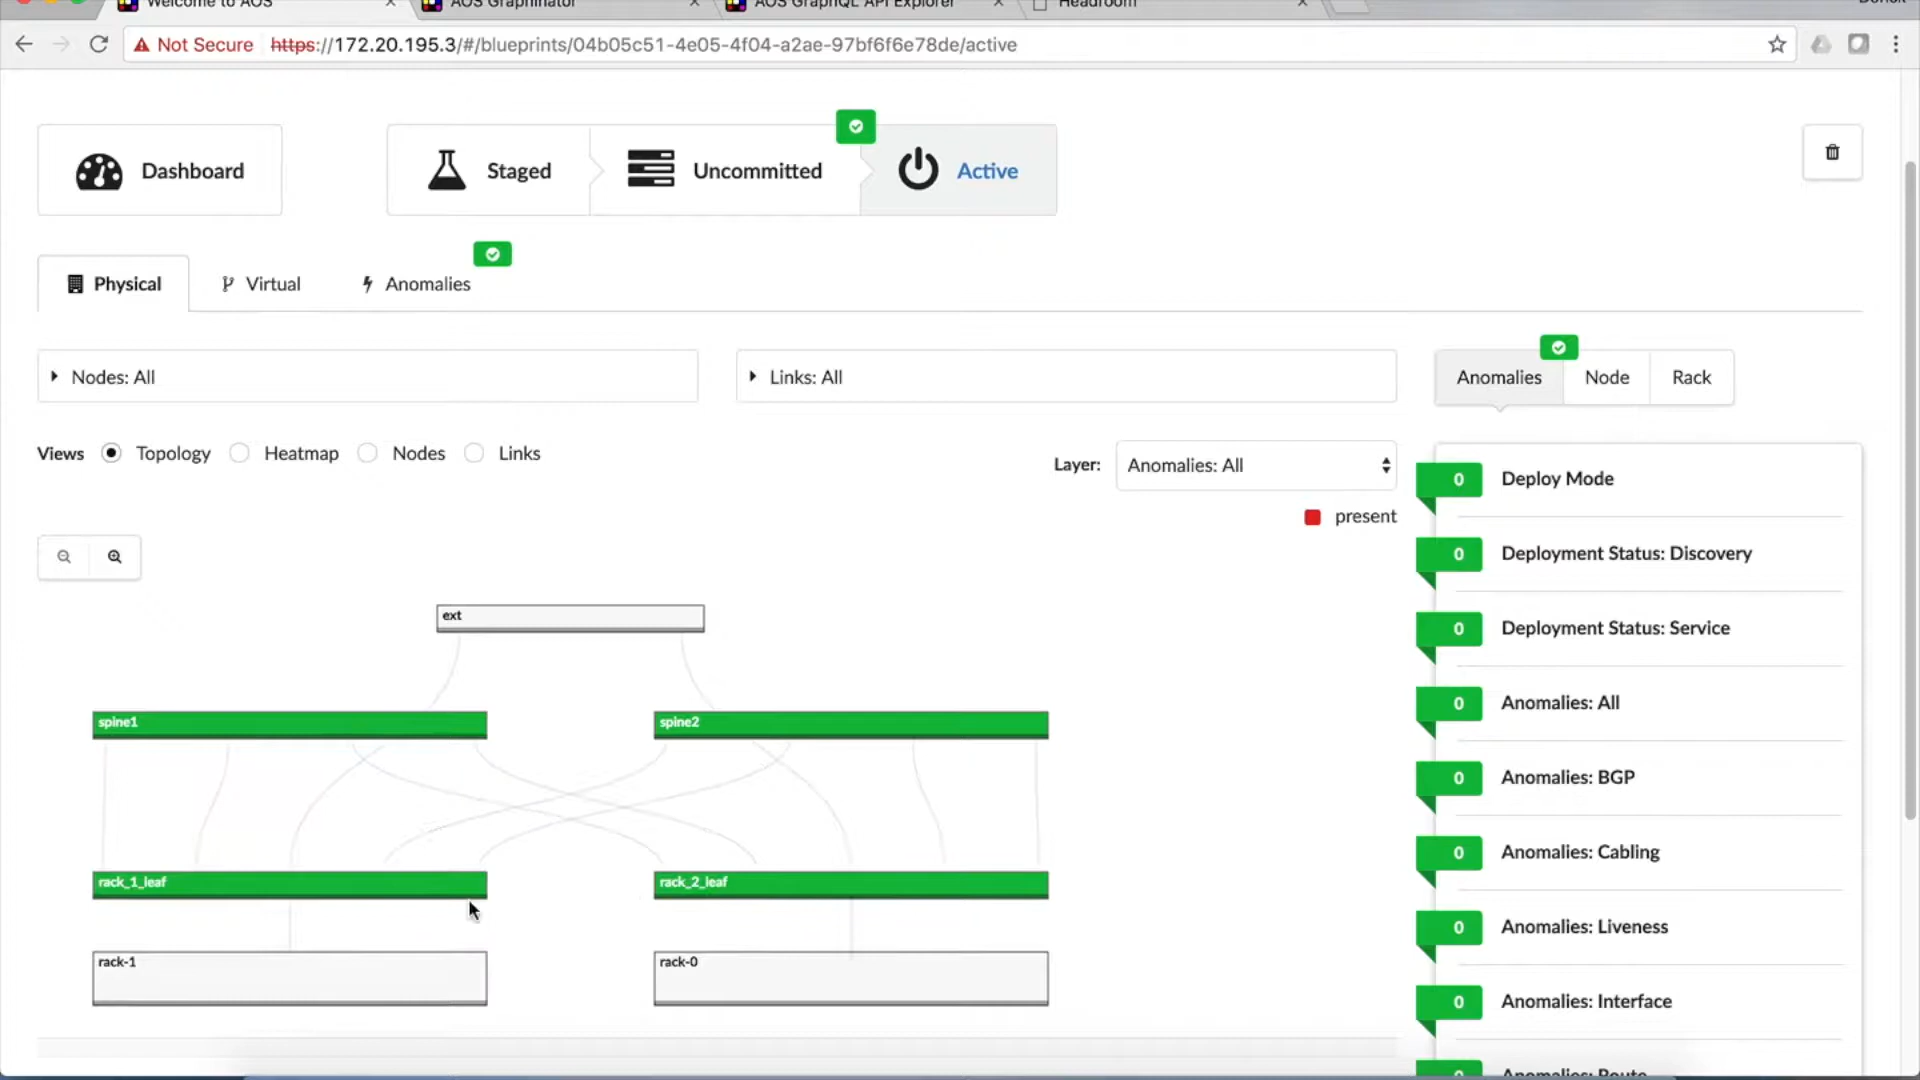 Welcome to AOS
AOS Graphinator
AOS GraphQL API Explorer
Headroom
Not Secure https://172.20.195.3/#/blueprints/04b05c51-4e05-4f04-a2ae-97bf6f6e78de/active
Dashboard
Staged
Uncommitted
Active
Physical
Virtual
Anomalies
Nodes: All
Links: All
Anomalies
Node
Rack
Views
Topology
Heatmap
Nodes
Links
Layer:
Anomalies: All
present
0 Deploy Mode
0 Deployment Status: Discovery
0 Deployment Status: Service
0 Anomalies: All
0 Anomalies: BGP
0 Anomalies: Cabling
0 Anomalies: Liveness
0 Anomalies: Interface
0 Anomalies: Route
ext
spine1
spine2
rack_1_leaf
rack_2_leaf
rack-1
rack-0